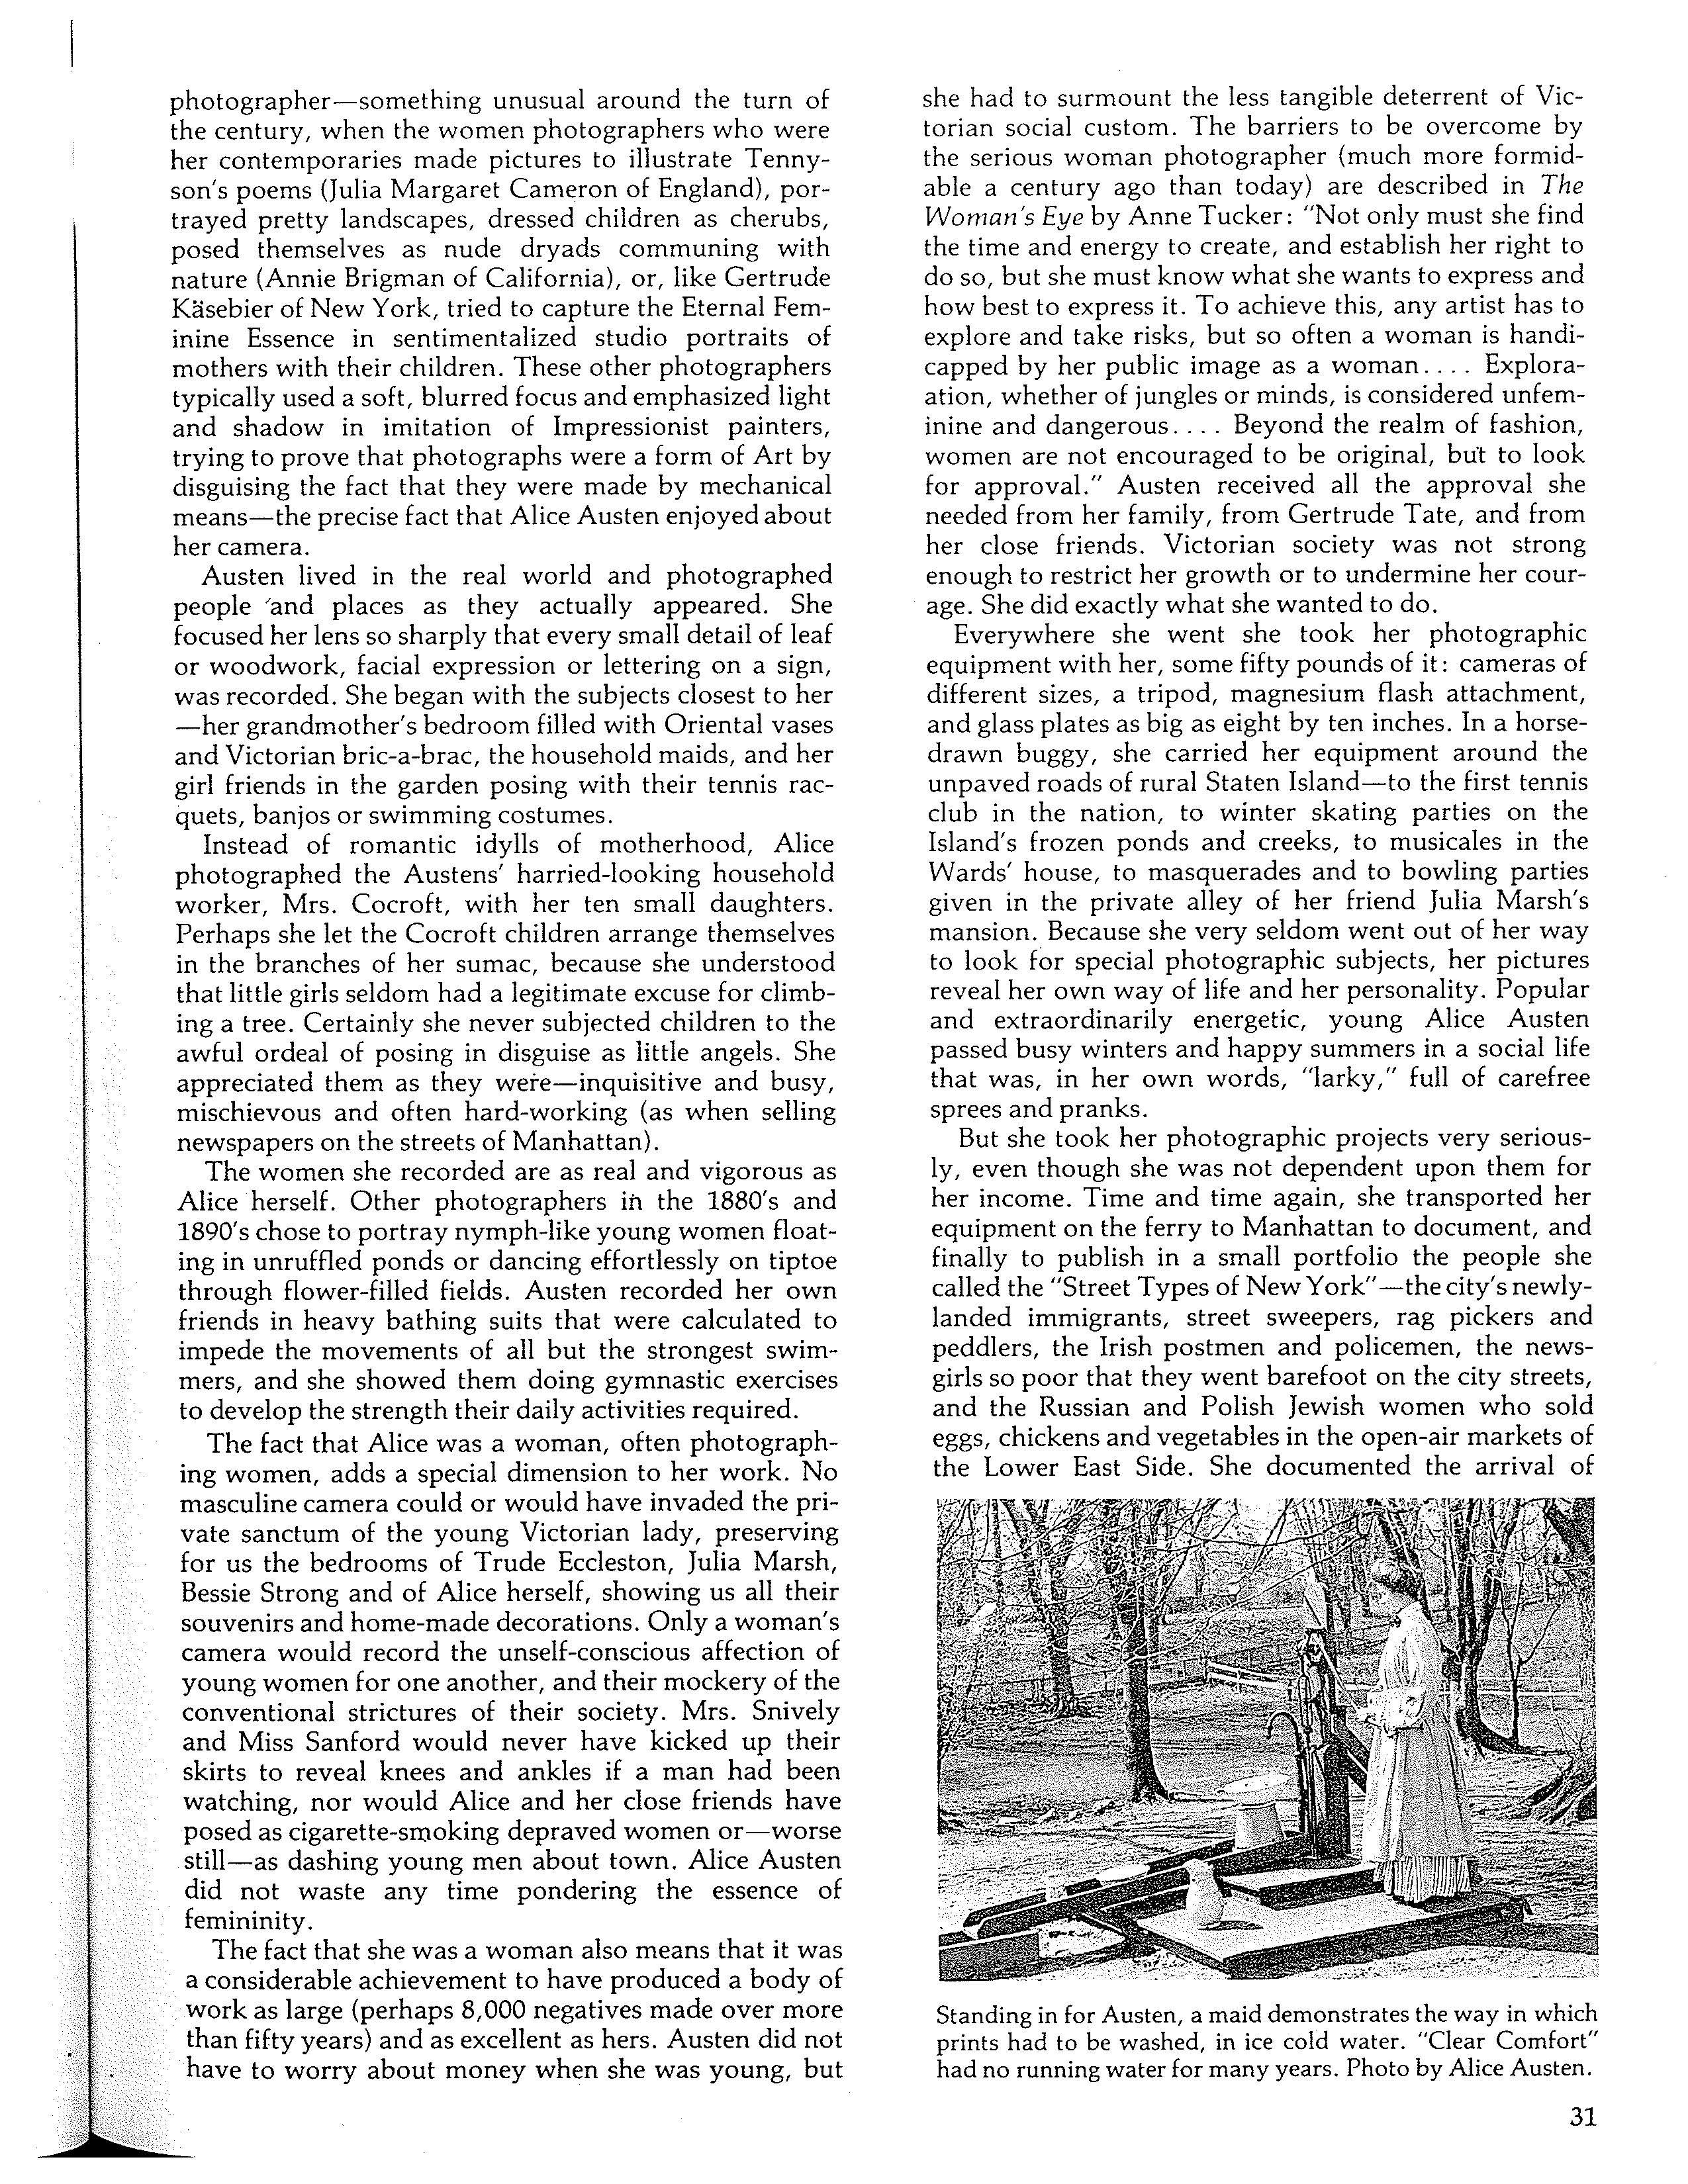 photographer—something unusual around the turn of
the century, when the women photographers who were
her contemporaries made pictures to illustrate Tenny-
son's poems (Julia Margaret Cameron of England), por-
trayed pretty landscapes, dressed children as cherubs,
posed themselves as nude dryads communing with
nature (Annie Brigman of California), or, like Gertrude
Käsebier of New York, tried to capture the Eternal Fem-
inine Essence in sentimentalized studio portraits of
mothers with their children. These other photographers
typically used a soft, blurred focus and emphasized light
and shadow in imitation of Impressionist painters,
trying to prove that photographs were a form of Art by
disguising the fact that they were made by mechanical
means—the precise fact that Alice Austen enjoyed about
her camera.
Austen lived in the real world and photographed
people and places as they actually appeared. She
focused her lens so sharply that every small detail of leaf
or woodwork, facial expression or lettering on a sign,
was recorded. She began with the subjects closest to her
—her grandmother's bedroom filled with Oriental vases
and Victorian bric-a-brac, the household maids, and her
girl friends in the garden posing with their tennis rac-
quets, banjos or swimming costumes.
Instead of romantic idylls of motherhood, Alice
photographed the Austens' harried-looking household
worker, Mrs. Cocroft, with her ten small daughters.
Perhaps she let the Cocroft children arrange themselves
in the branches of her sumac, because she understood
that little girls seldom had a legitimate excuse for climb-
ing a tree. Certainly she never subjected children to the
awful ordeal of posing in disguise as little angels. She
appreciated them as they were—inquisitive and busy,
mischievous and often hard-working (as when selling
newspapers on the streets of Manhattan).
The women she recorded are as real and vigorous as
Alice herself. Other photographers in the 1880's and
1890's chose to portray nymph-like young women float-
ing in unruffled ponds or dancing effortlessly on tiptoe
through flower-filled fields. Austen recorded her own
friends in heavy bathing suits that were calculated to
impede the movements of all but the strongest swim-
mers, and she showed them doing gymnastic exercises
to develop the strength their daily activities required.
The fact that Alice was a woman, often photograph-
ing women, adds a special dimension to her work. No
masculine camera could or would have invaded the pri-
vate sanctum of the young Victorian lady, preserving
for us the bedrooms of Trude Eccleston, Julia Marsh,
Bessie Strong and of Alice herself, showing us all their
souvenirs and home-made decorations. Only a woman's
camera would record the unself-conscious affection of
young women for one another, and their mockery of the
conventional strictures of their society. Mrs. Snively
and Miss Sanford would never have kicked up their
skirts to reveal knees and ankles if a man had been
watching, nor would Alice and her close friends have
posed as cigarette-smoking depraved women or—worse
still—as dashing young men about town. Alice Austen
did not waste any time pondering the essence of
femininity.
The fact that she was a woman also means that it was
a considerable achievement to have produced a body of
work as large (perhaps 8,000 negatives made over more
than fifty years) and as excellent as hers. Austen did not
have to worry about money when she was young, but
she had to surmount the less tangible deterrent of Vic-
torian social custom. The barriers to be overcome by
the serious woman photographer (much more formid-
able a century ago than today) are described in The
Woman's Eye by Anne Tucker: "Not only must she find
the time and energy to create, and establish her right to
do so, but she must know what she wants to express and
how best to express it. To achieve this, any artist has to
explore and take risks, but so often a woman is handi-
capped by her public image as a woman.... Explora-
ation, whether of jungles or minds, is considered unfem-
inine and dangerous.... Beyond the realm of fashion,
women are not encouraged to be original, but to look
for approval." Austen received all the approval she
needed from her family, from Gertrude Tate, and from
her close friends. Victorian society was not strong
enough to restrict her growth or to undermine her cour-
age. She did exactly what she wanted to do.
Everywhere she went she took her photographic
equipment with her, some fifty pounds of it: cameras of
different sizes, a tripod, magnesium flash attachment,
and glass plates as big as eight by ten inches. In a horse-
drawn buggy, she carried her equipment around the
unpaved roads of rural Staten Island—to the first tennis
club in the nation, to winter skating parties on the
Island's frozen ponds and creeks, to musicales in the
Wards' house, to masquerades and to bowling parties
given in the private alley of her friend Julia Marsh's
mansion. Because she very seldom went out of her way
to look for special photographic subjects, her pictures
reveal her own way of life and her personality. Popular
and extraordinarily energetic, young Alice Austen
passed busy winters and happy summers in a social life
that was, in her own words, "larky," full of carefree
sprees and pranks.
But she took her photographic projects very serious-
ly, even though she was not dependent upon them for
her income. Time and time again, she transported her
equipment on the ferry to Manhattan to document, and
finally to publish in a small portfolio the people she
called the "Street Types of New York"—the city's newly-
landed immigrants, street sweepers, rag pickers and
peddlers, the Irish postmen and policemen, the news-
girls so poor that they went barefoot on the city streets,
and the Russian and Polish Jewish women who sold
eggs, chickens and vegetables in the open-air markets of
the Lower East Side. She documented the arrival of
Standing in for Austen, a maid demonstrates the way in which
prints had to be washed, in ice cold water. "Clear Comfort"
had no running water for many years. Photo by Alice Austen.
31